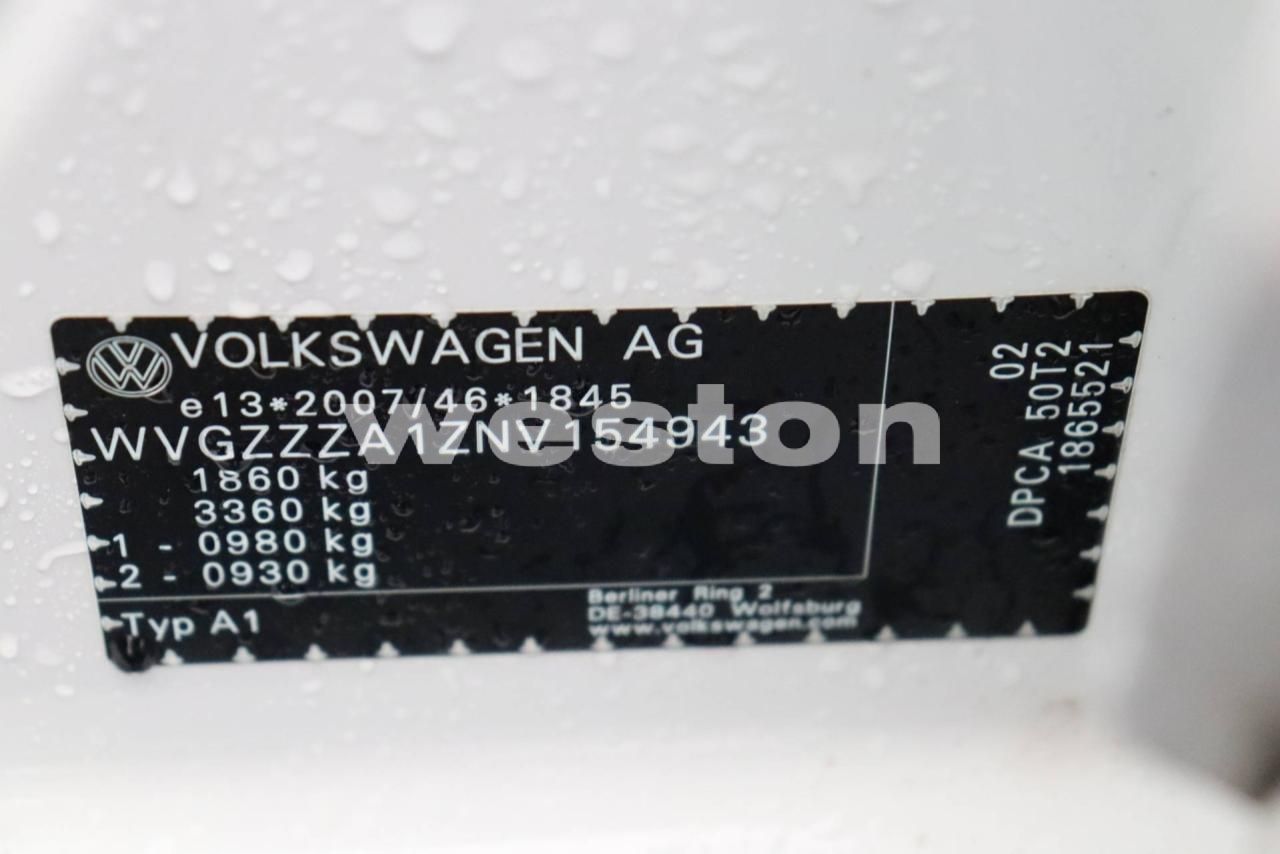 VOLKSWAGEN AG
e13*2007/46*1845
WVGZZZA1ZNV154943
1860 kg
3360 kg
1 - 0980 kg
2 - 0930 kg
Typ A1
Berliner Ring 2
DE-38440 Wolfsburg
www.volkswagen.com
02
DPCA 50T2
1865521
weston